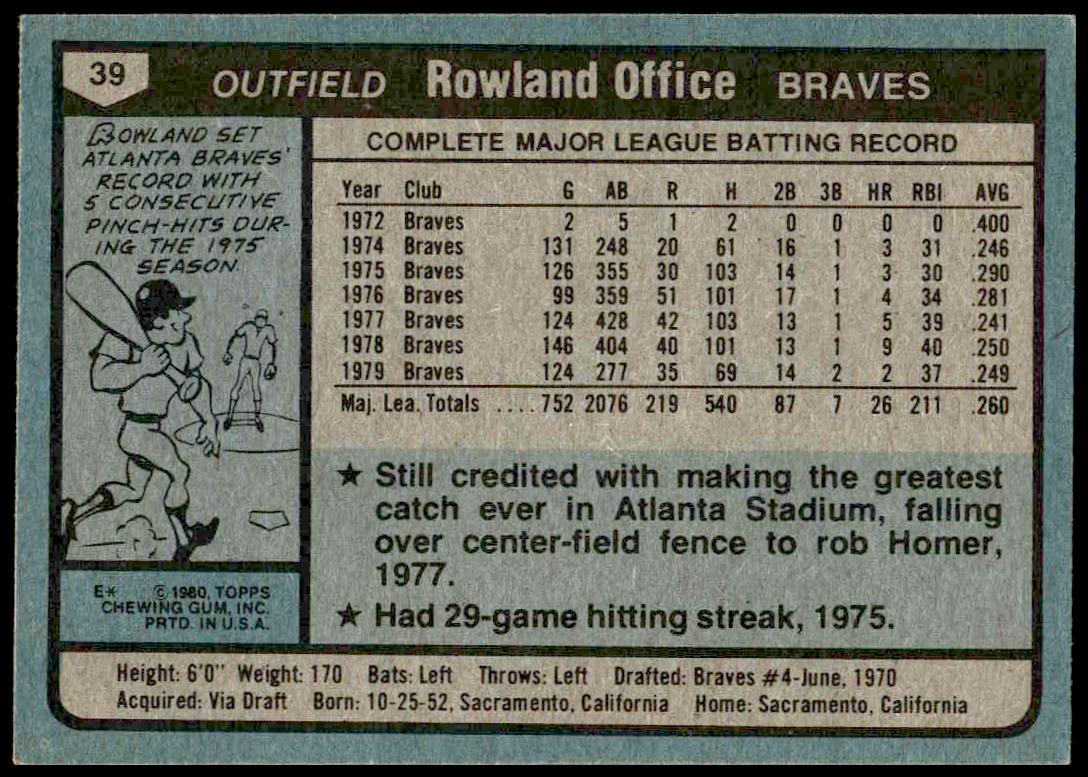 39
OUTFIELD Rowland Office BRAVES
ROWLAND SET
ATLANTA BRAVES'
RECORD WITH
5 CONSECUTIVE
PINCH-HITS DUR-
ING THE 1975
SEASON.
E* © 1980, TOPPS
CHEWING GUM, INC.
PRTD. IN U.S.A.
COMPLETE MAJOR LEAGUE BATTING RECORD
Year Club G AB R H 2B 3B HR RBI AVG
1972 Braves 2 5 1 2 0 0 0 0 .400
1974 Braves 131 248 20 61 16 1 3 31 .246
1975 Braves 126 355 30 103 14 1 3 30 .290
1976 Braves 99 359 51 101 17 1 4 34 .281
1977 Braves 124 428 42 103 13 1 5 39 .241
1978 Braves 146 404 40 101 13 1 9 40 .250
1979 Braves 124 277 35 69 14 2 2 37 .249
Maj. Lea. Totals ....752 2076 219 540 87 7 26 211 .260
★ Still credited with making the greatest
catch ever in Atlanta Stadium, falling
over center-field fence to rob Homer,
1977.
★ Had 29-game hitting streak, 1975.
Height: 6'0" Weight: 170 Bats: Left Throws: Left Drafted: Braves #4-June, 1970
Acquired: Via Draft Born: 10-25-52, Sacramento, California Home: Sacramento, California